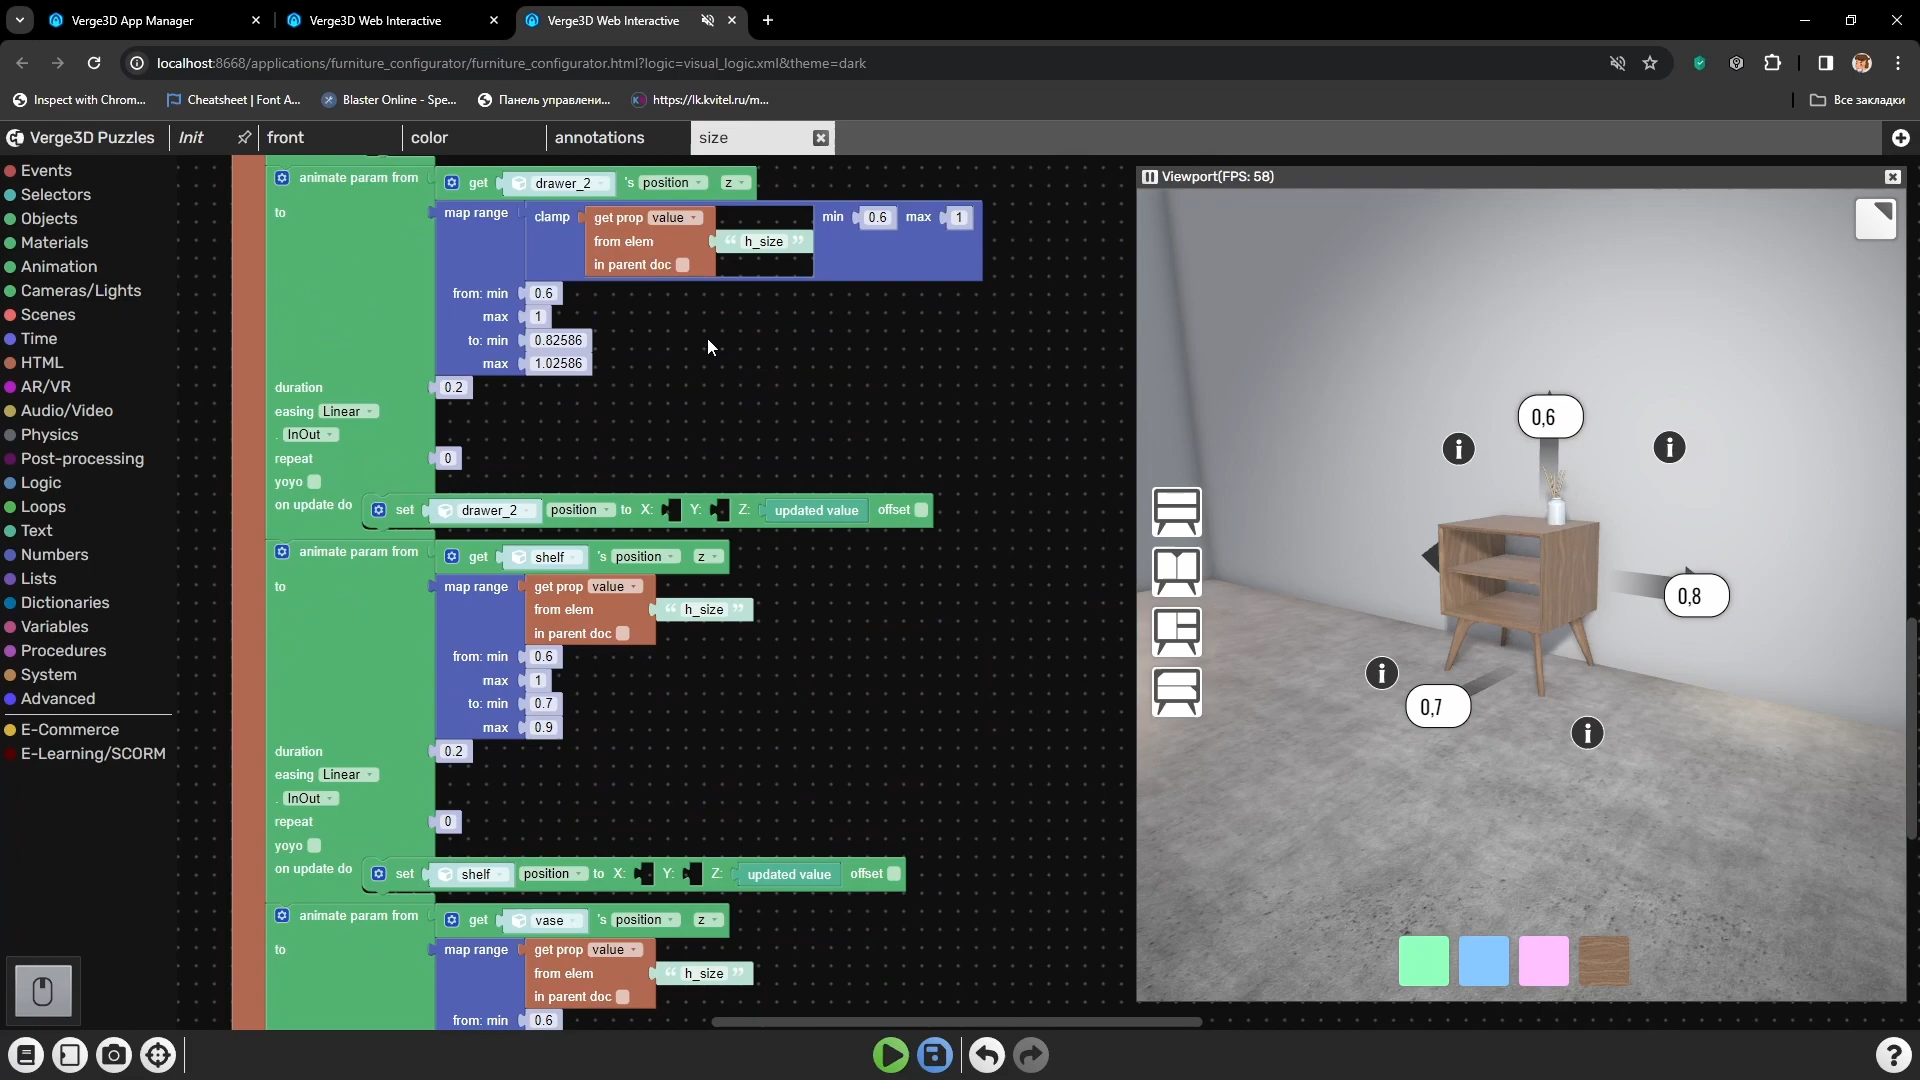 Verge3D App Manager
Verge3D Web Interactive
Verge3D Web Interactive
localhost:8668/applications/furniture_configurator/furniture_configurator.html?logic=visual_logic.xml&theme=dark
Inspect with Chrom...
Cheatsheet | Font A...
Blaster Online - Spe...
Панель управлени...
https://lk.kvitel.ru/m...
Все закладки
Verge3D Puzzles
Init
front
color
annotations
size
Events
Selectors
Objects
Materials
Animation
Cameras/Lights
Scenes
Time
HTML
AR/VR
Audio/Video
Physics
Post-processing
Logic
Loops
Text
Numbers
Lists
Dictionaries
Variables
Procedures
System
Advanced
E-Commerce
E-Learning/SCORM
animate param from get drawer_2 's position z
to map range clamp get prop value min 0.6 max 1
from elem “ h_size ”
in parent doc
from: min 0.6
max 1
to: min 0.82586
max 1.02586
duration 0.2
easing Linear
. InOut
repeat 0
yoyo
on update do set drawer_2 position to X: Y: Z: updated value offset
animate param from get shelf 's position z
to map range get prop value
from elem “ h_size ”
in parent doc
from: min 0.6
max 1
to: min 0.7
max 0.9
duration 0.2
easing Linear
. InOut
repeat 0
yoyo
on update do set shelf position to X: Y: Z: updated value offset
animate param from get vase 's position z
to map range get prop value
from elem “ h_size ”
in parent doc
from: min 0.6
Viewport(FPS: 58)
0,6
i
i
0,8
i
0,7
i
?